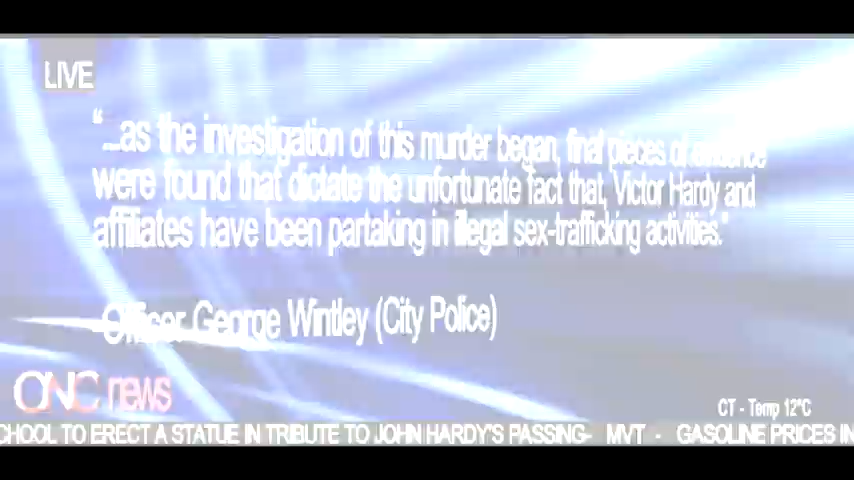 LIVE
"...as the investigation of this murder began, final pieces of evidence
were found that dictate the unfortunate fact that, Victor Hardy and
affiliates have been partaking in illegal sex-trafficking activities."
-Officer George Wintley (City Police)
ONC news
CT - Temp 12°C
CHOOL TO ERECT A STATUE IN TRIBUTE TO JOHN HARDY'S PASSING- MVT - GASOLINE PRICES IN